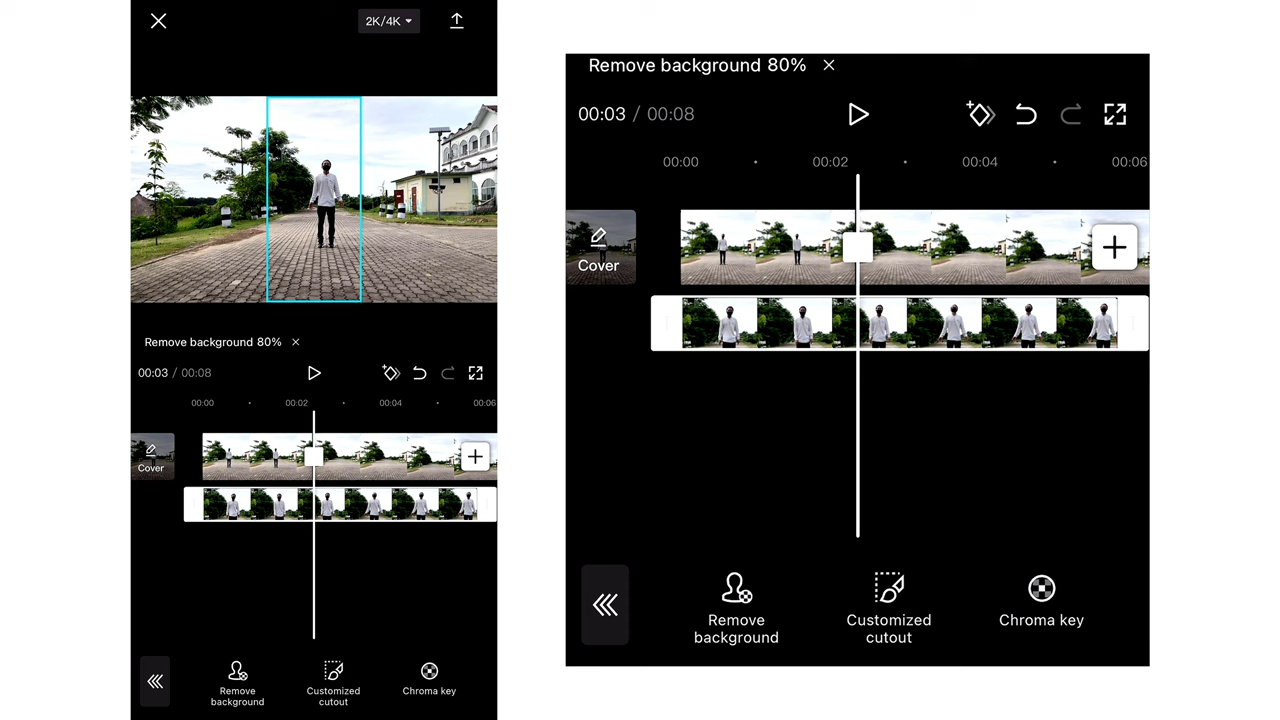 2K/4K
Remove background 80%
00:03 / 00:08
00:00
00:02
00:04
00:06
Cover
Remove
background
Customized
cutout
Chroma key
Remove background 80%
00:03 / 00:08
00:00
00:02
00:04
00:06
Cover
Remove
background
Customized
cutout
Chroma key